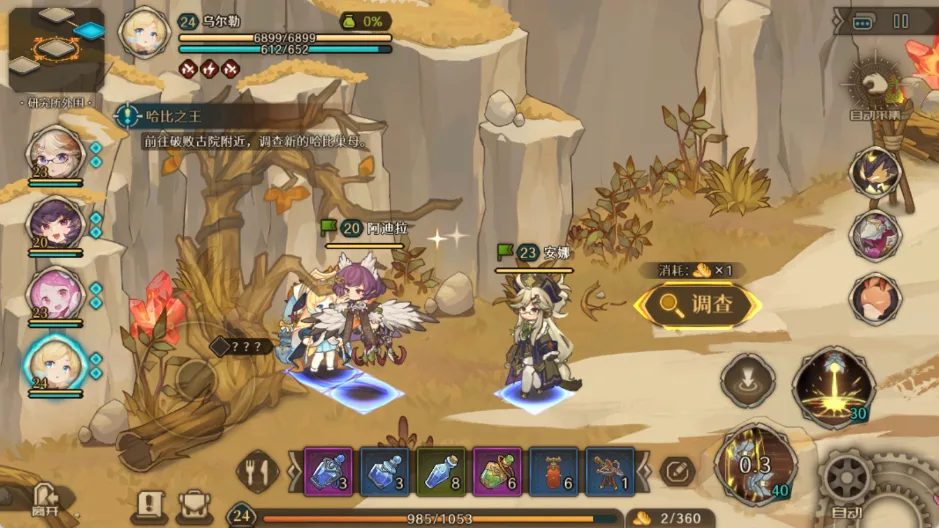 24 乌尔勒
0%
6899/6899
612/652
·研究所外围·
哈比之王
前往破败古院附近，调查新的哈比巢母。
自动采集
23
20
23
24
20 阿迪拉
23 安娜
消耗: ×1
调查
???
30
0.3
40
3
3
8
6
6
1
离开
24
985/1053
2/360
自动